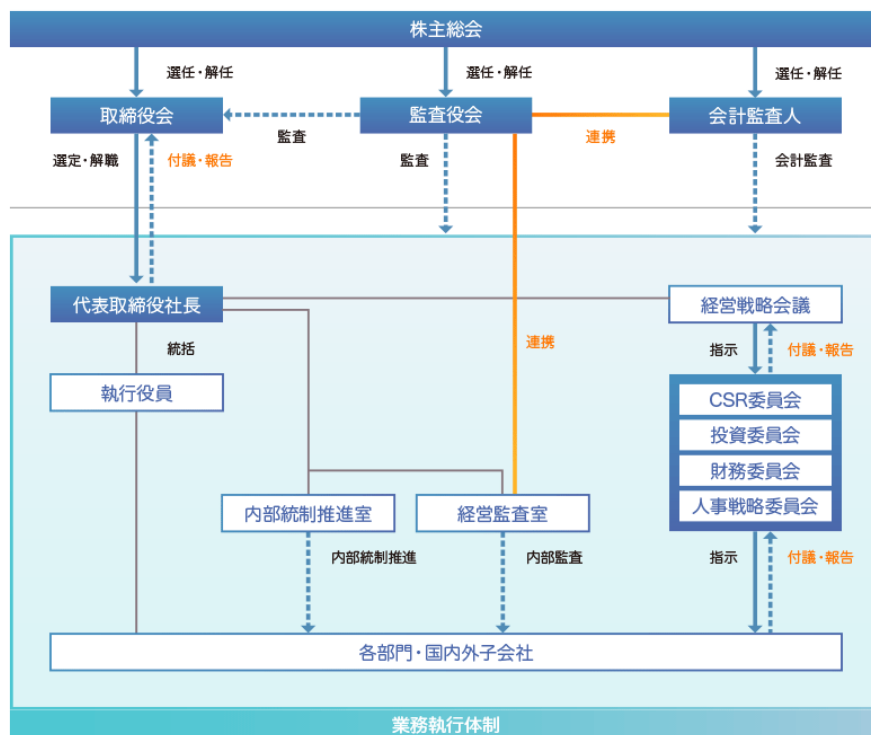 株主総会
選任・解任
選任・解任
選任・解任
取締役会
監査役会
会計監査人
監査
連携
選定・解職
付議・報告
監査
会計監査
代表取締役社長
経営戦略会議
統括
連携
指示
付議・報告
執行役員
CSR委員会
投資委員会
財務委員会
人事戦略委員会
内部統制推進室
経営監査室
内部統制推進
内部監査
指示
付議・報告
各部門・国内外子会社
業務執行体制